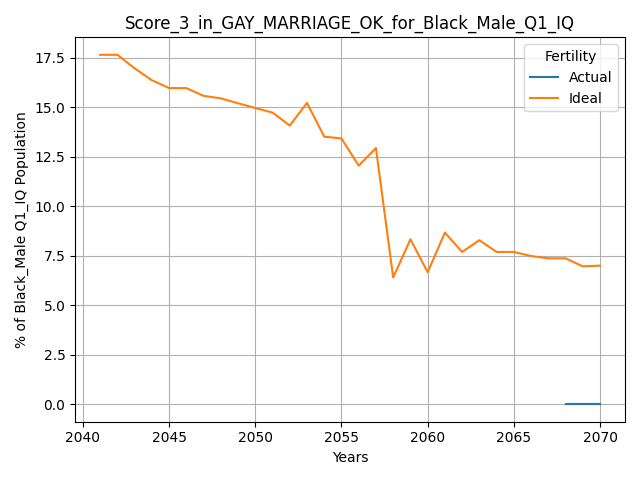 Score_3_in_GAY_MARRIAGE_OK_for_Black_Male_Q1_IQ
Fertility
Actual
Ideal
% of Black_Male Q1_IQ Population
17.5
15.0
12.5
10.0
7.5
5.0
2.5
0.0
2040 2045 2050 2055 2060 2065 2070
Years